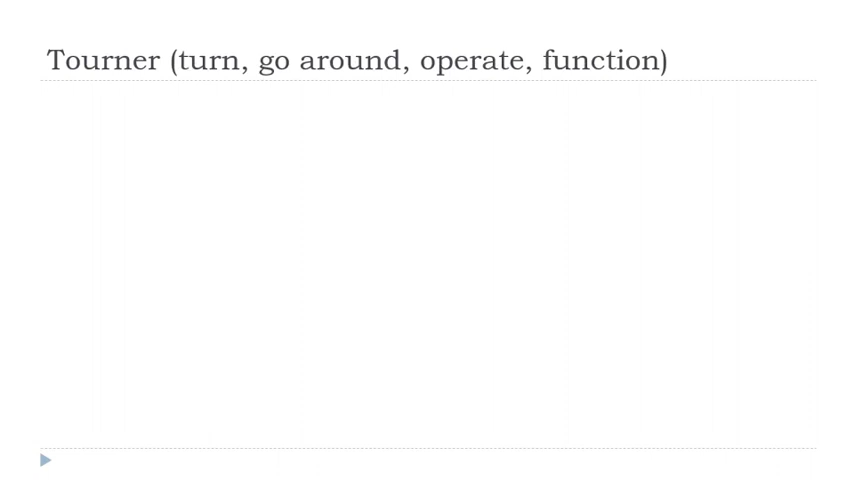 Tourner (turn, go around, operate, function)